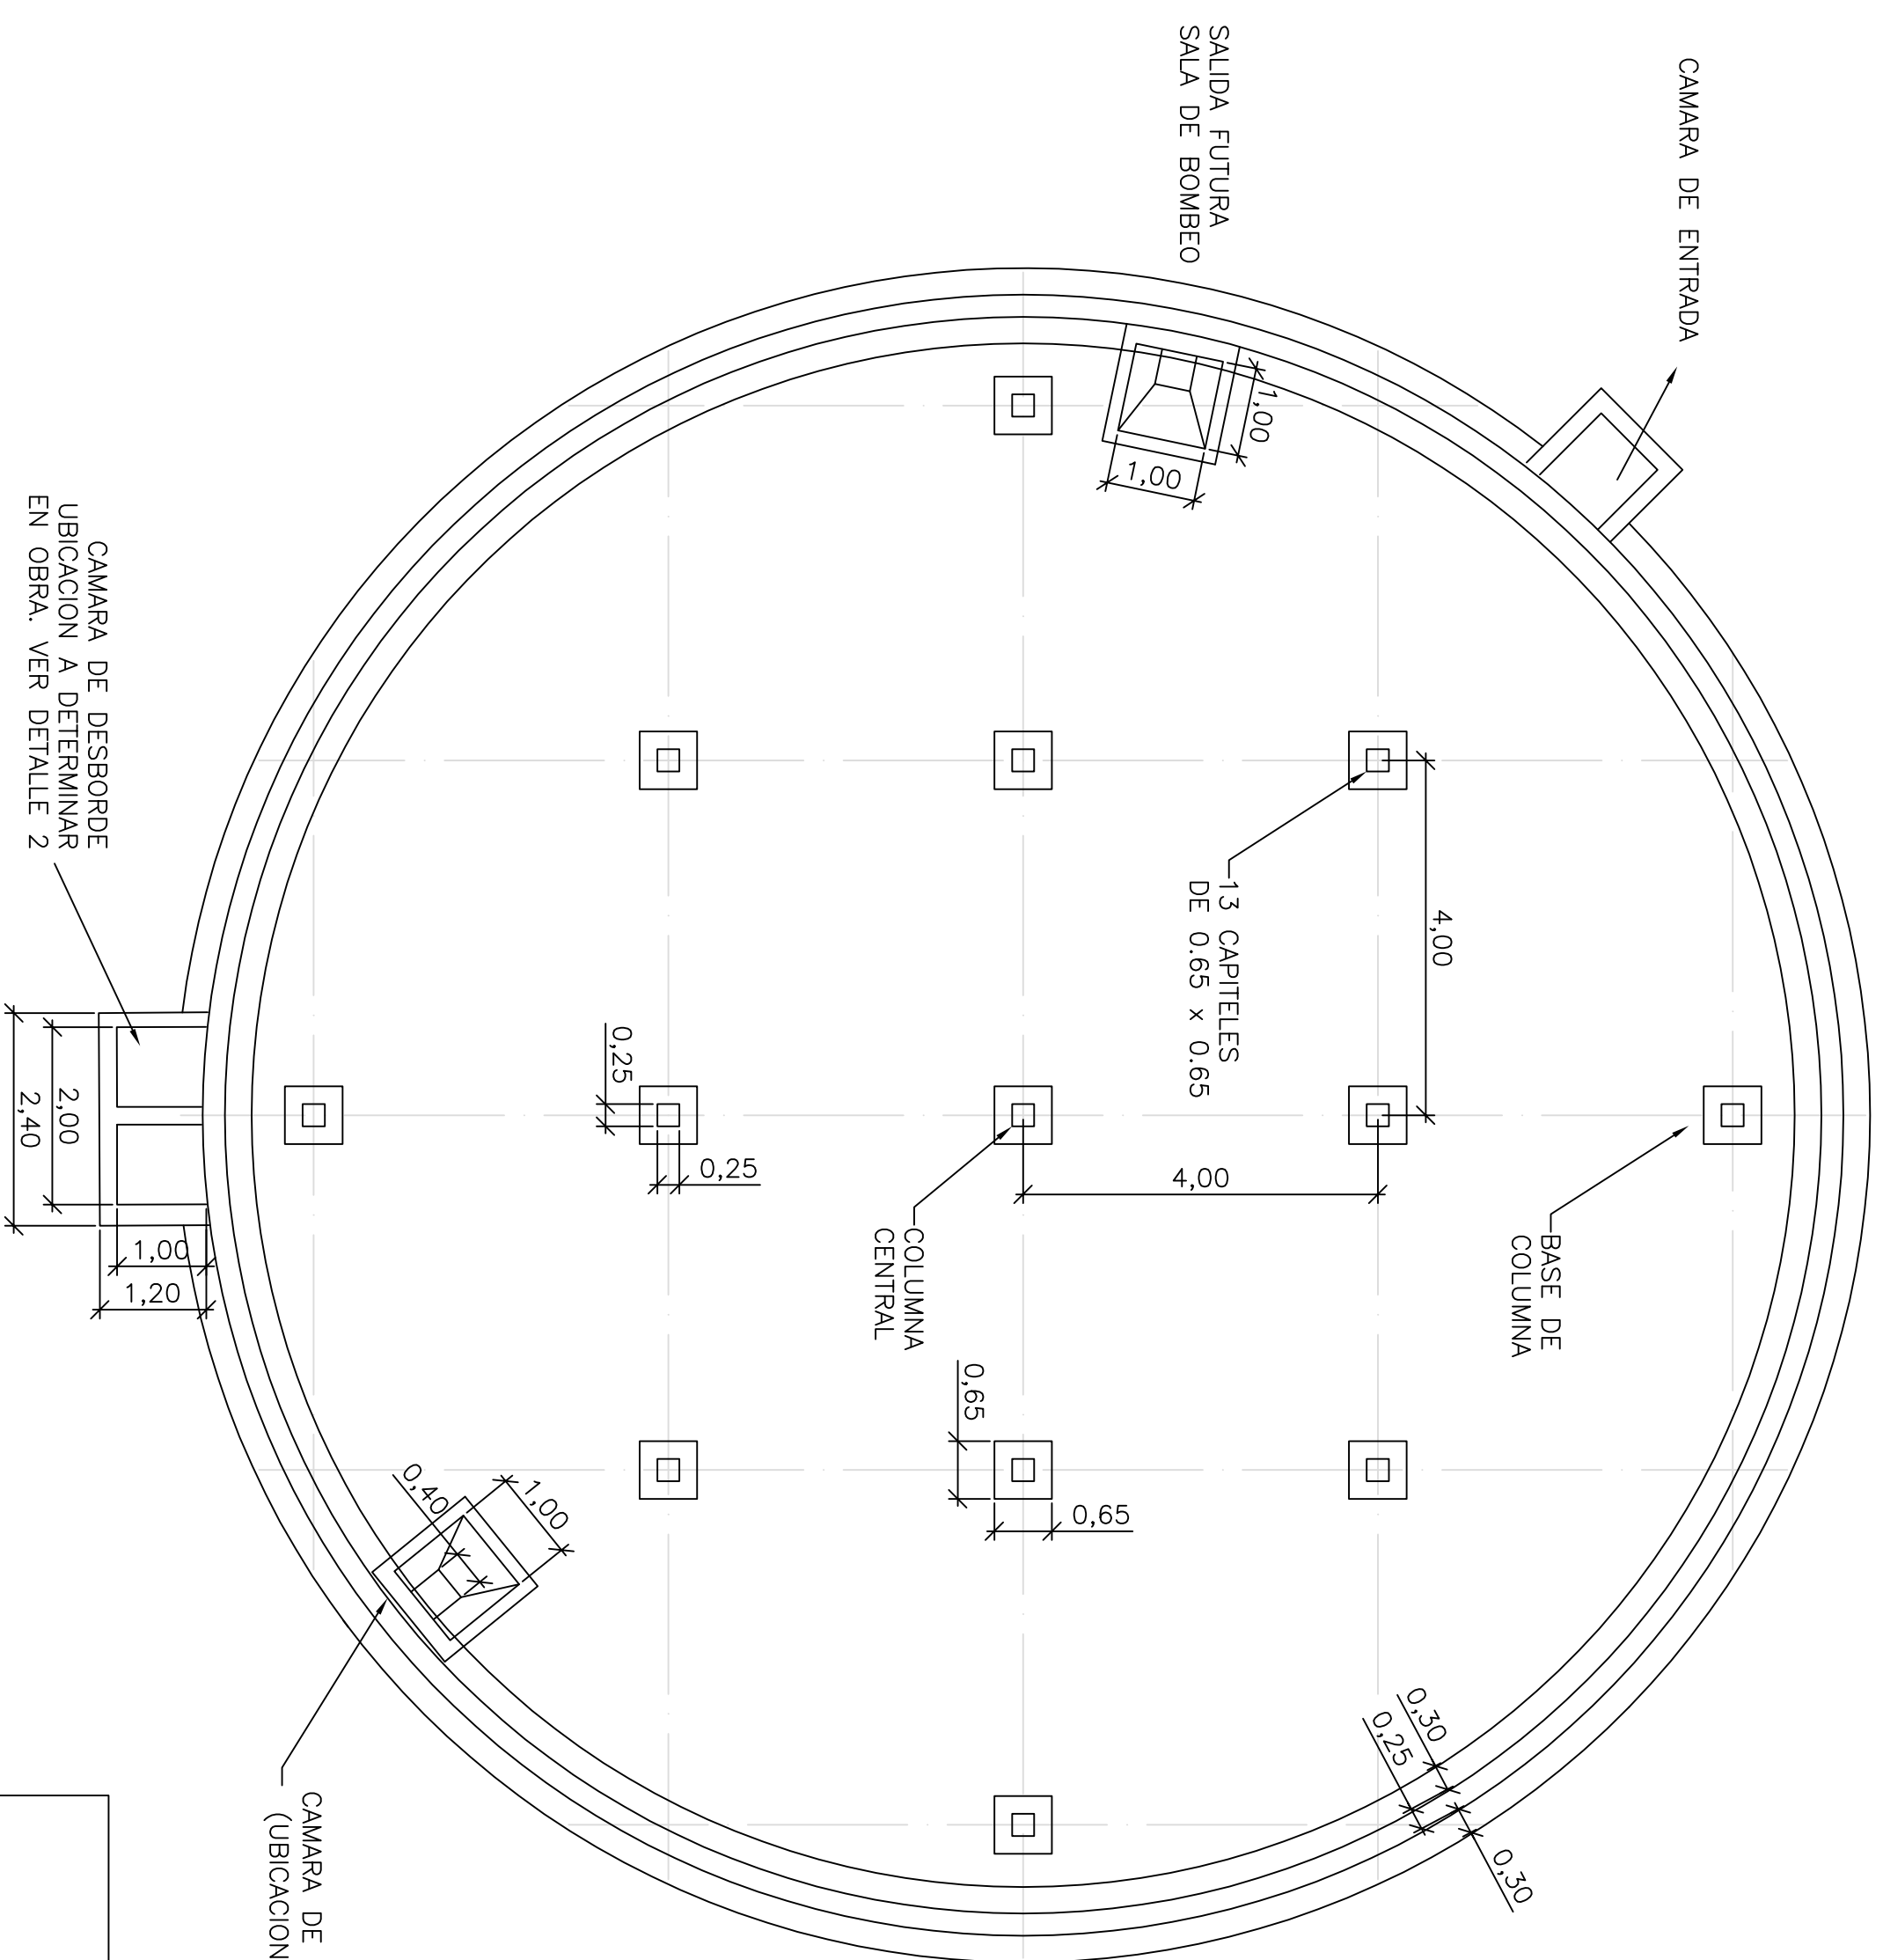 CAMARA DE ENTRADA
SALIDA FUTURA
SALA DE BOMBEO
1,00
1,00
CAMARA DE DESBORDE
UBICACION A DETERMINAR
EN OBRA. VER DETALLE 2
4,00
13 CAPITELES
DE 0.65 x 0.65
0,25
0,25
4,00
COLUMNA
CENTRAL
BASE DE
COLUMNA
2,00
2,40
1,00
1,20
0,65
0,65
1,00
0,40
0,30
0,25
0,30
CAMARA DE
(UBICACION